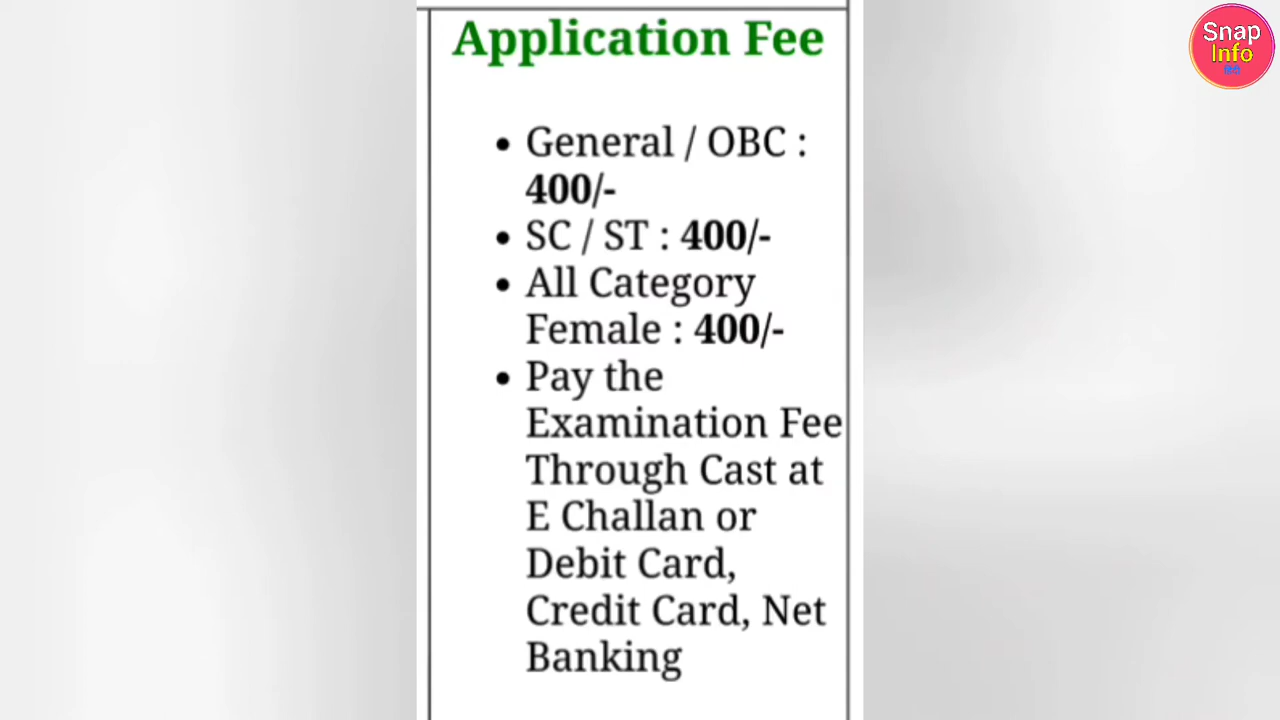 Application Fee
General / OBC :
400/-
SC / ST : 400/-
All Category
Female : 400/-
Pay the
Examination Fee
Through Cast at
E Challan or
Debit Card,
Credit Card, Net
Banking
Snap
Info
हिंदी